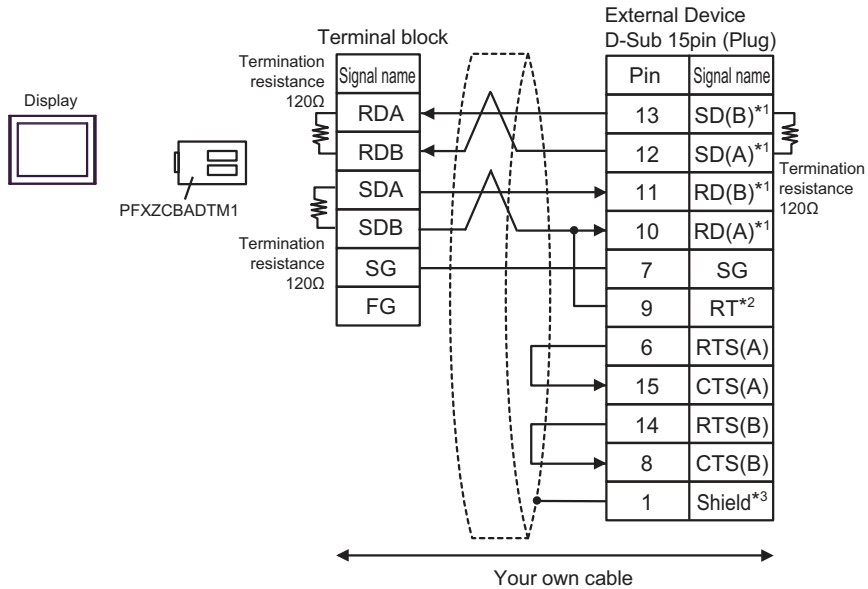 External Device
Terminal block
D-Sub 15pin (Plug)
Termination
resistance
120Ω
Signal name
Pin
Signal name
Display
RDA
13
SD(B)*1
RDB
12
SD(A)*1
Termination
resistance
120Ω
SDA
11
RD(B)*1
PFXZCBADTM1
SDB
10
RD(A)*1
Termination
resistance
120Ω
SG
7
SG
FG
9
RT*2
6
RTS(A)
15
CTS(A)
14
RTS(B)
8
CTS(B)
1
Shield*3
Your own cable